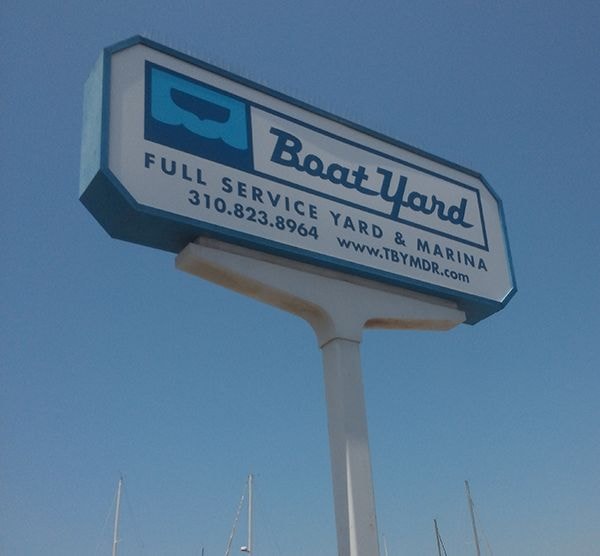 Boat Yard
FULL SERVICE YARD & MARINA
310.823.8964 www.TBYMDR.com